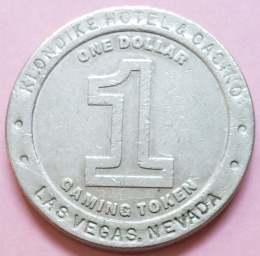 KLONDIKE HOTEL & CASINO
ONE DOLLAR
1
GAMING TOKEN
LAS VEGAS, NEVADA